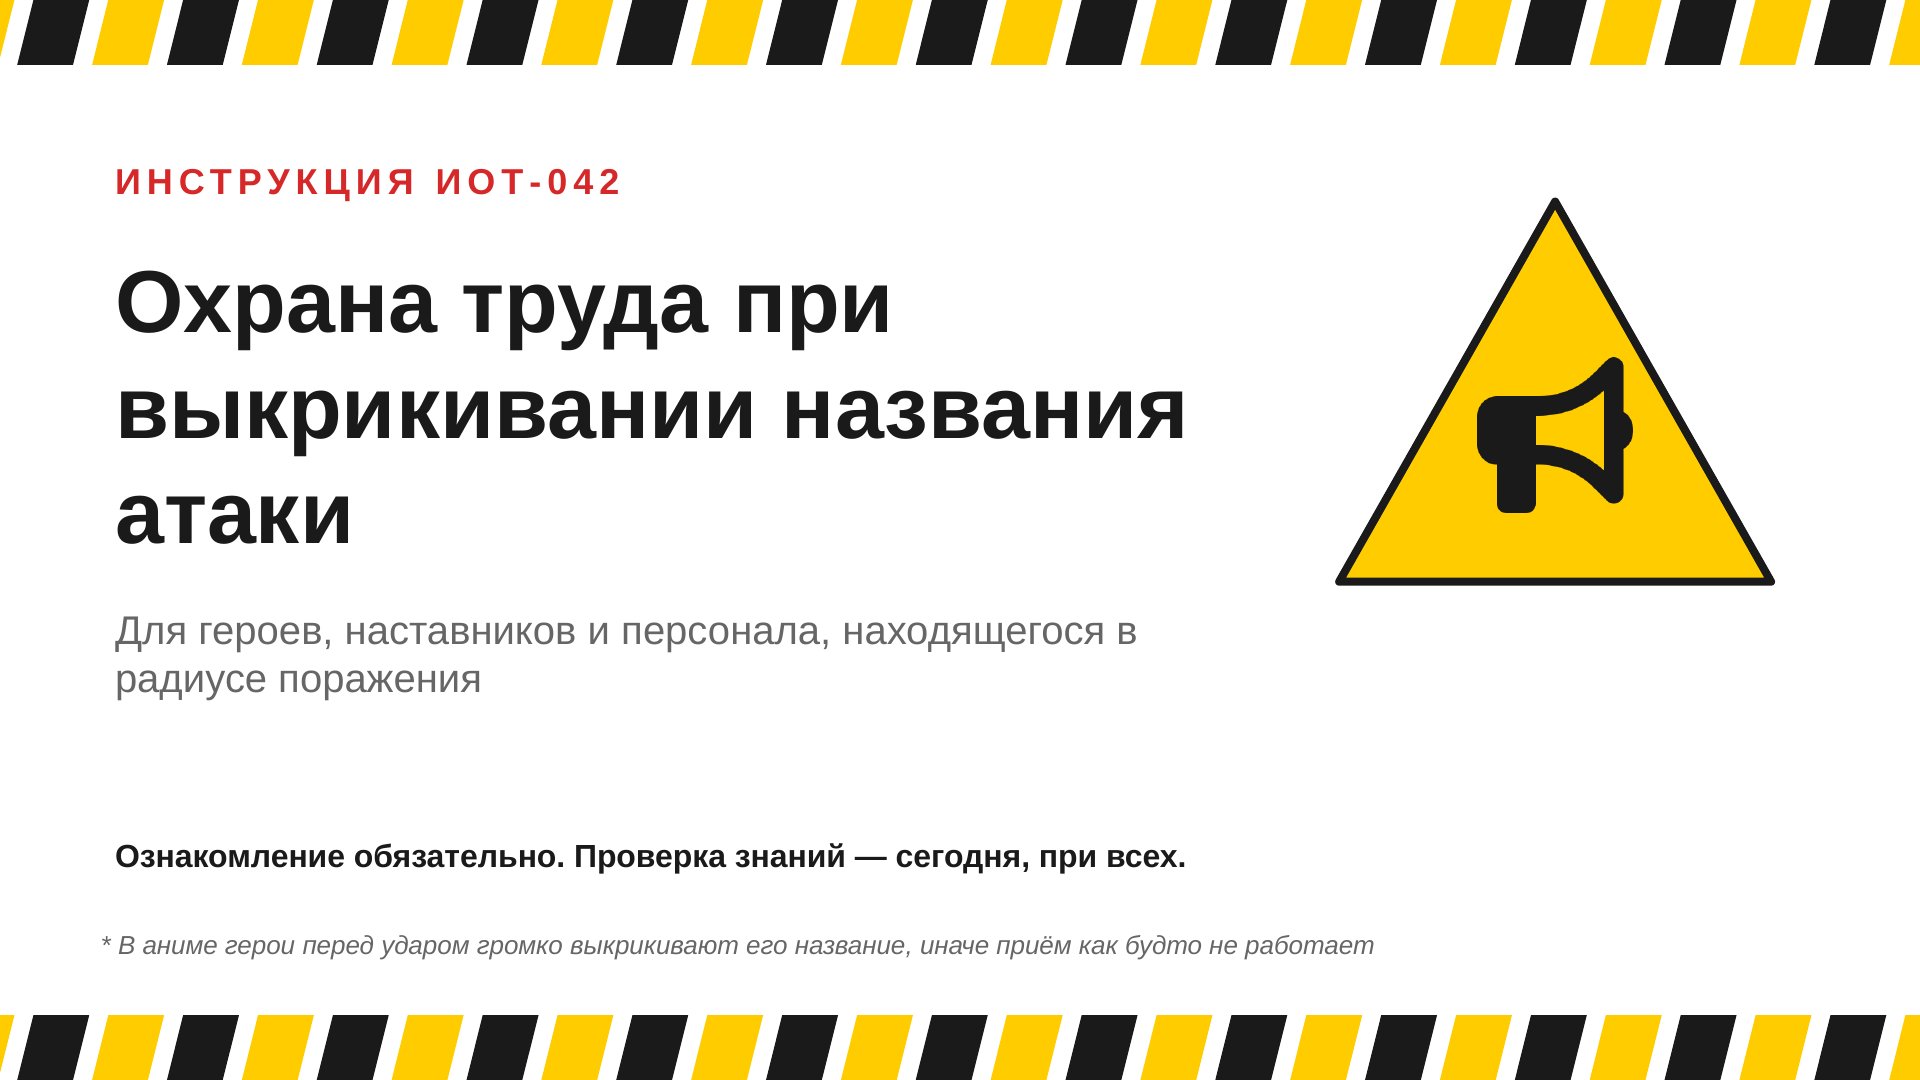 ИНСТРУКЦИЯ ИОТ-042
Охрана труда при
выкрикивании названия
атаки
Для героев, наставников и персонала, находящегося в
радиусе поражения
Ознакомление обязательно. Проверка знаний — сегодня, при всех.
* В аниме герои перед ударом громко выкрикивают его название, иначе приём как будто не работает